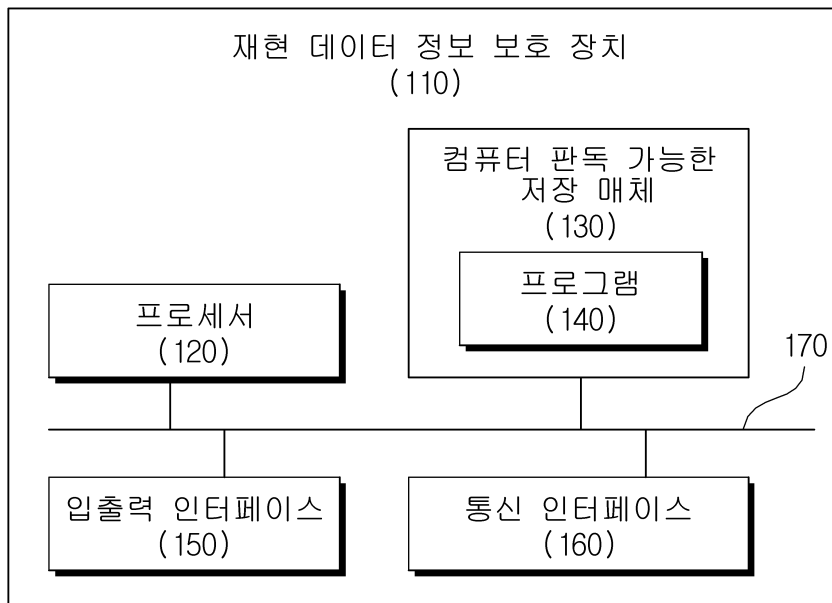 재현 데이터 정보 보호 장치
(110)
컴퓨터 판독 가능한
저장 매체
(130)
프로그램
(140)
프로세서
(120)
170
입출력 인터페이스
(150)
통신 인터페이스
(160)